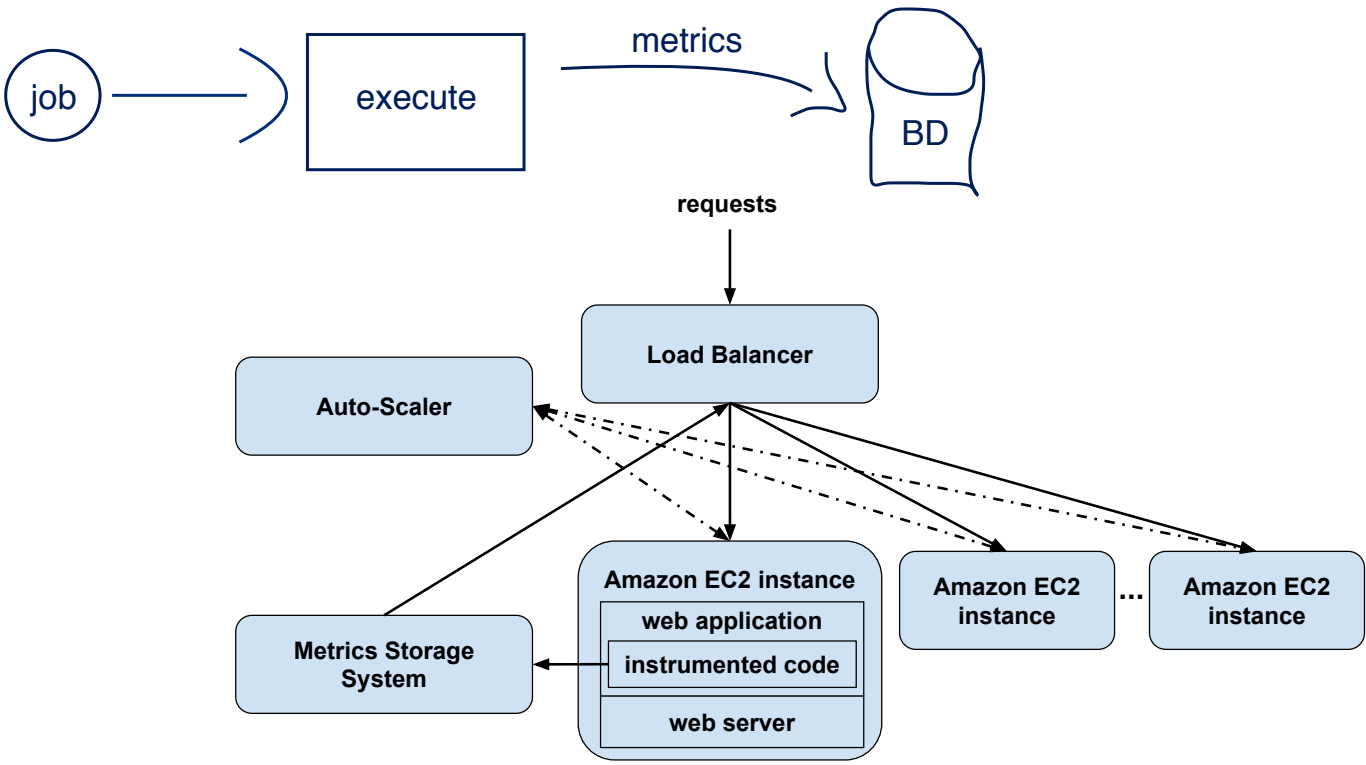 job
execute
metrics
BD
requests
Load Balancer
Auto-Scaler
Amazon EC2 instance
web application
instrumented code
web server
Amazon EC2
instance
...
Amazon EC2
instance
Metrics Storage
System